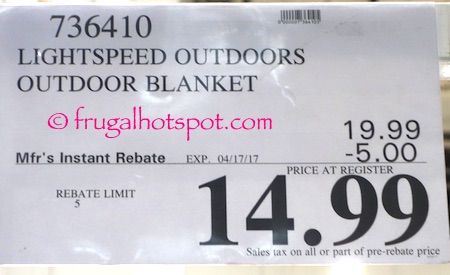 736410
LIGHTSPEED OUTDOORS
OUTDOOR BLANKET
© frugalhotspot.com
19.99
Mfr's Instant Rebate EXP. 04/17/17 -5.00
PRICE AT REGISTER
REBATE LIMIT
5
14.99
Sales tax on all or part of pre-rebate price